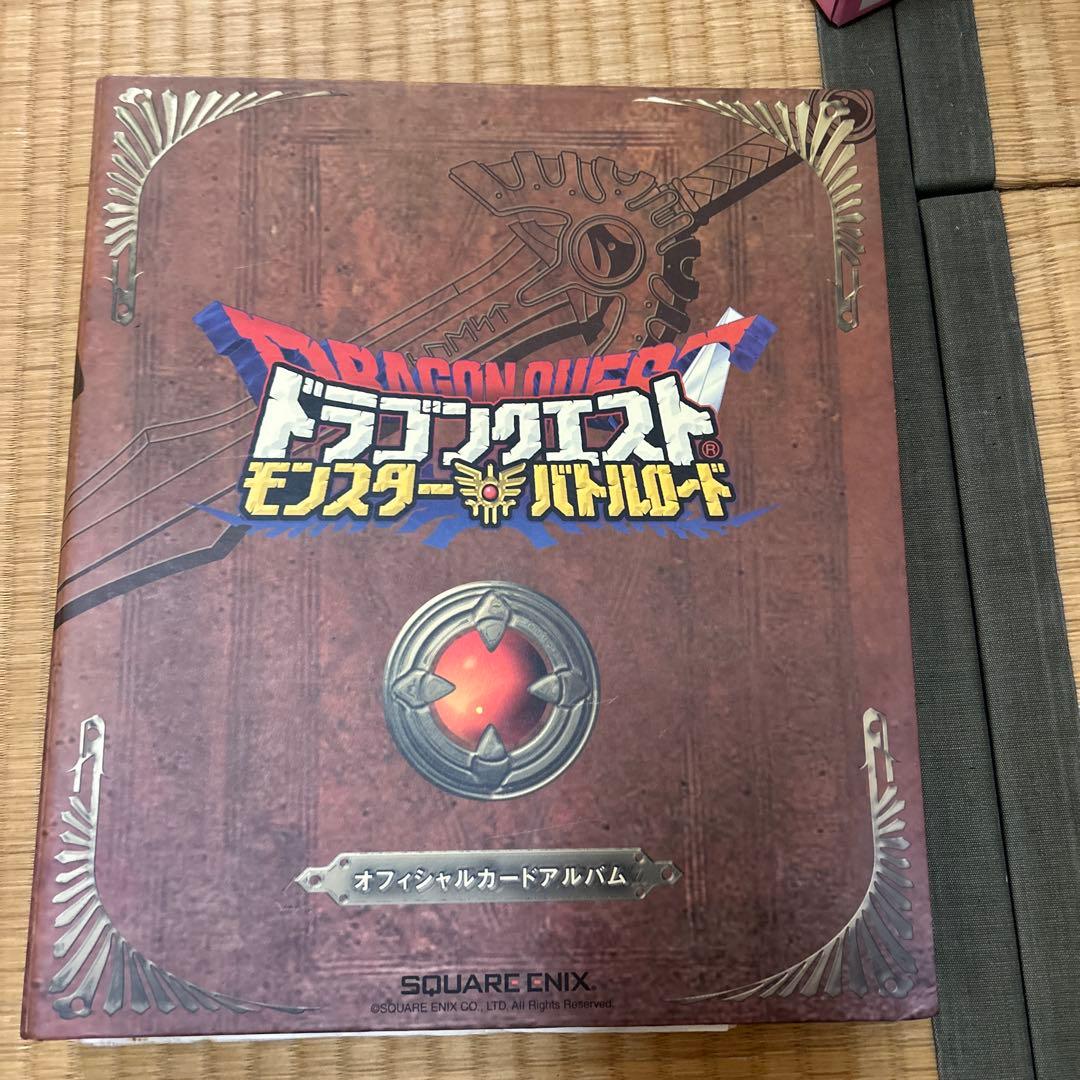 DRAGON QUEST
ドラゴンクエスト®
モンスターバトルロード
オフィシャルカードアルバム
SQUARE ENIX®
©SQUARE ENIX CO., LTD. All Rights Reserved.